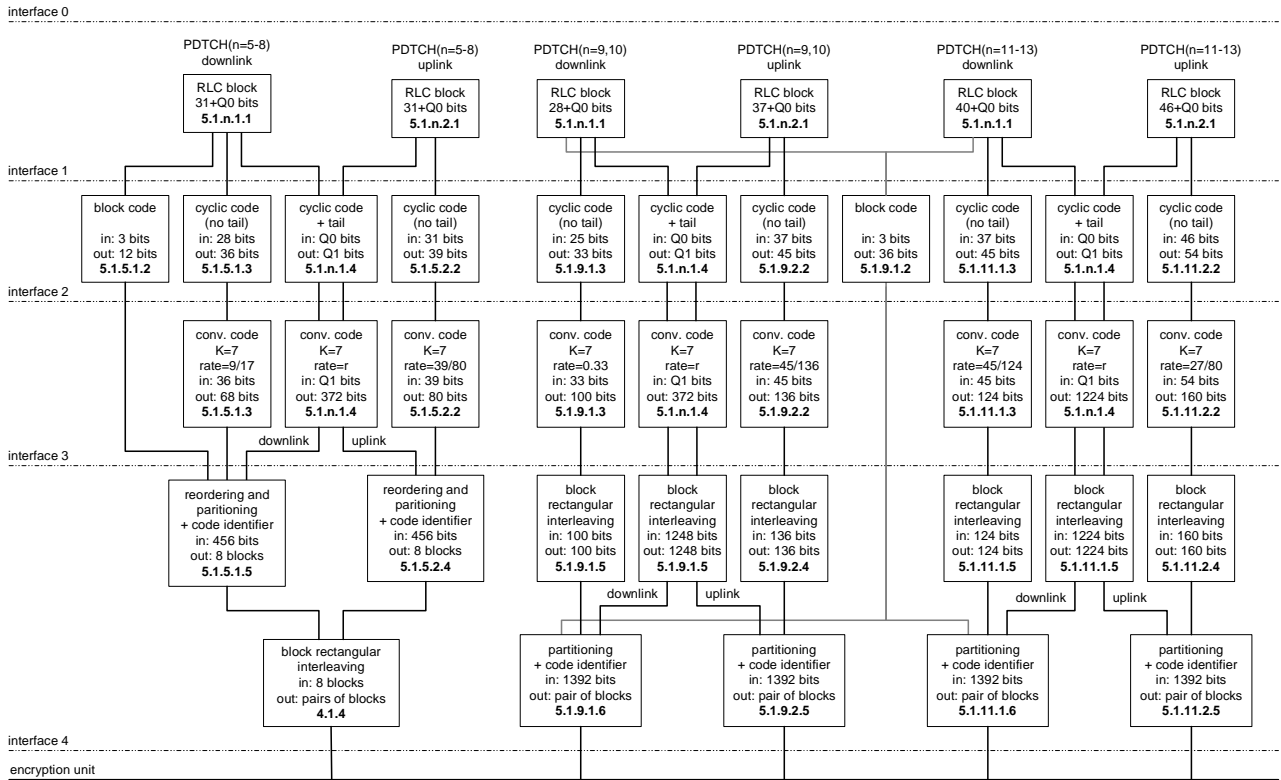 interface 0
PDTCH(n=5-8)
downlink
PDTCH(n=5-8)
uplink
PDTCH(n=9,10)
downlink
PDTCH(n=9,10)
uplink
PDTCH(n=11-13)
downlink
PDTCH(n=11-13)
uplink
RLC block
31+Q0 bits
5.1.n.1.1
RLC block
31+Q0 bits
5.1.n.2.1
RLC block
28+Q0 bits
5.1.n.1.1
RLC block
37+Q0 bits
5.1.n.2.1
RLC block
40+Q0 bits
5.1.n.1.1
RLC block
46+Q0 bits
5.1.n.2.1
interface 1
block code
in: 3 bits
out: 12 bits
5.1.5.1.2
cyclic code
(no tail)
in: 28 bits
out: 36 bits
5.1.5.1.3
cyclic code
+ tail
in: Q0 bits
out: Q1 bits
5.1.n.1.4
cyclic code
(no tail)
in: 31 bits
out: 39 bits
5.1.5.2.2
cyclic code
(no tail)
in: 25 bits
out: 33 bits
5.1.9.1.3
cyclic code
+ tail
in: Q0 bits
out: Q1 bits
5.1.n.1.4
cyclic code
(no tail)
in: 37 bits
out: 45 bits
5.1.9.2.2
block code
in: 3 bits
out: 36 bits
5.1.9.1.2
cyclic code
(no tail)
in: 37 bits
out: 45 bits
5.1.11.1.3
cyclic code
+ tail
in: Q0 bits
out: Q1 bits
5.1.n.1.4
cyclic code
(no tail)
in: 46 bits
out: 54 bits
5.1.11.2.2
interface 2
conv. code
K=7
rate=9/17
in: 36 bits
out: 68 bits
5.1.5.1.3
conv. code
K=7
rate=r
in: Q1 bits
out: 372 bits
5.1.n.1.4
conv. code
K=7
rate=39/80
in: 39 bits
out: 80 bits
5.1.5.2.2
conv. code
K=7
rate=0.33
in: 33 bits
out: 100 bits
5.1.9.1.3
conv. code
K=7
rate=r
in: Q1 bits
out: 372 bits
5.1.n.1.4
conv. code
K=7
rate=45/136
in: 45 bits
out: 136 bits
5.1.9.2.2
conv. code
K=7
rate=45/124
in: 45 bits
out: 124 bits
5.1.11.1.3
conv. code
K=7
rate=r
in: Q1 bits
out: 1224 bits
5.1.n.1.4
conv. code
K=7
rate=27/80
in: 54 bits
out: 160 bits
5.1.11.2.2
downlink
uplink
interface 3
reordering and
partitioning
+ code identifier
in: 456 bits
out: 8 blocks
5.1.5.1.5
reordering and
partitioning
+ code identifier
in: 456 bits
out: 8 blocks
5.1.5.2.4
block
rectangular
interleaving
in: 100 bits
out: 100 bits
5.1.9.1.5
block
rectangular
interleaving
in: 1248 bits
out: 1248 bits
5.1.9.1.5
block
rectangular
interleaving
in: 136 bits
out: 136 bits
5.1.9.2.4
block
rectangular
interleaving
in: 124 bits
out: 124 bits
5.1.11.1.5
block
rectangular
interleaving
in: 1224 bits
out: 1224 bits
5.1.11.1.5
block
rectangular
interleaving
in: 160 bits
out: 160 bits
5.1.11.2.4
downlink
uplink
downlink
uplink
block rectangular
interleaving
in: 8 blocks
out: pairs of blocks
4.1.4
partitioning
+ code identifier
in: 1392 bits
out: pair of blocks
5.1.9.1.6
partitioning
+ code identifier
in: 1392 bits
out: pair of blocks
5.1.9.2.5
partitioning
+ code identifier
in: 1392 bits
out: pair of blocks
5.1.11.1.6
partitioning
+ code identifier
in: 1392 bits
out: pair of blocks
5.1.11.2.5
interface 4
encryption unit